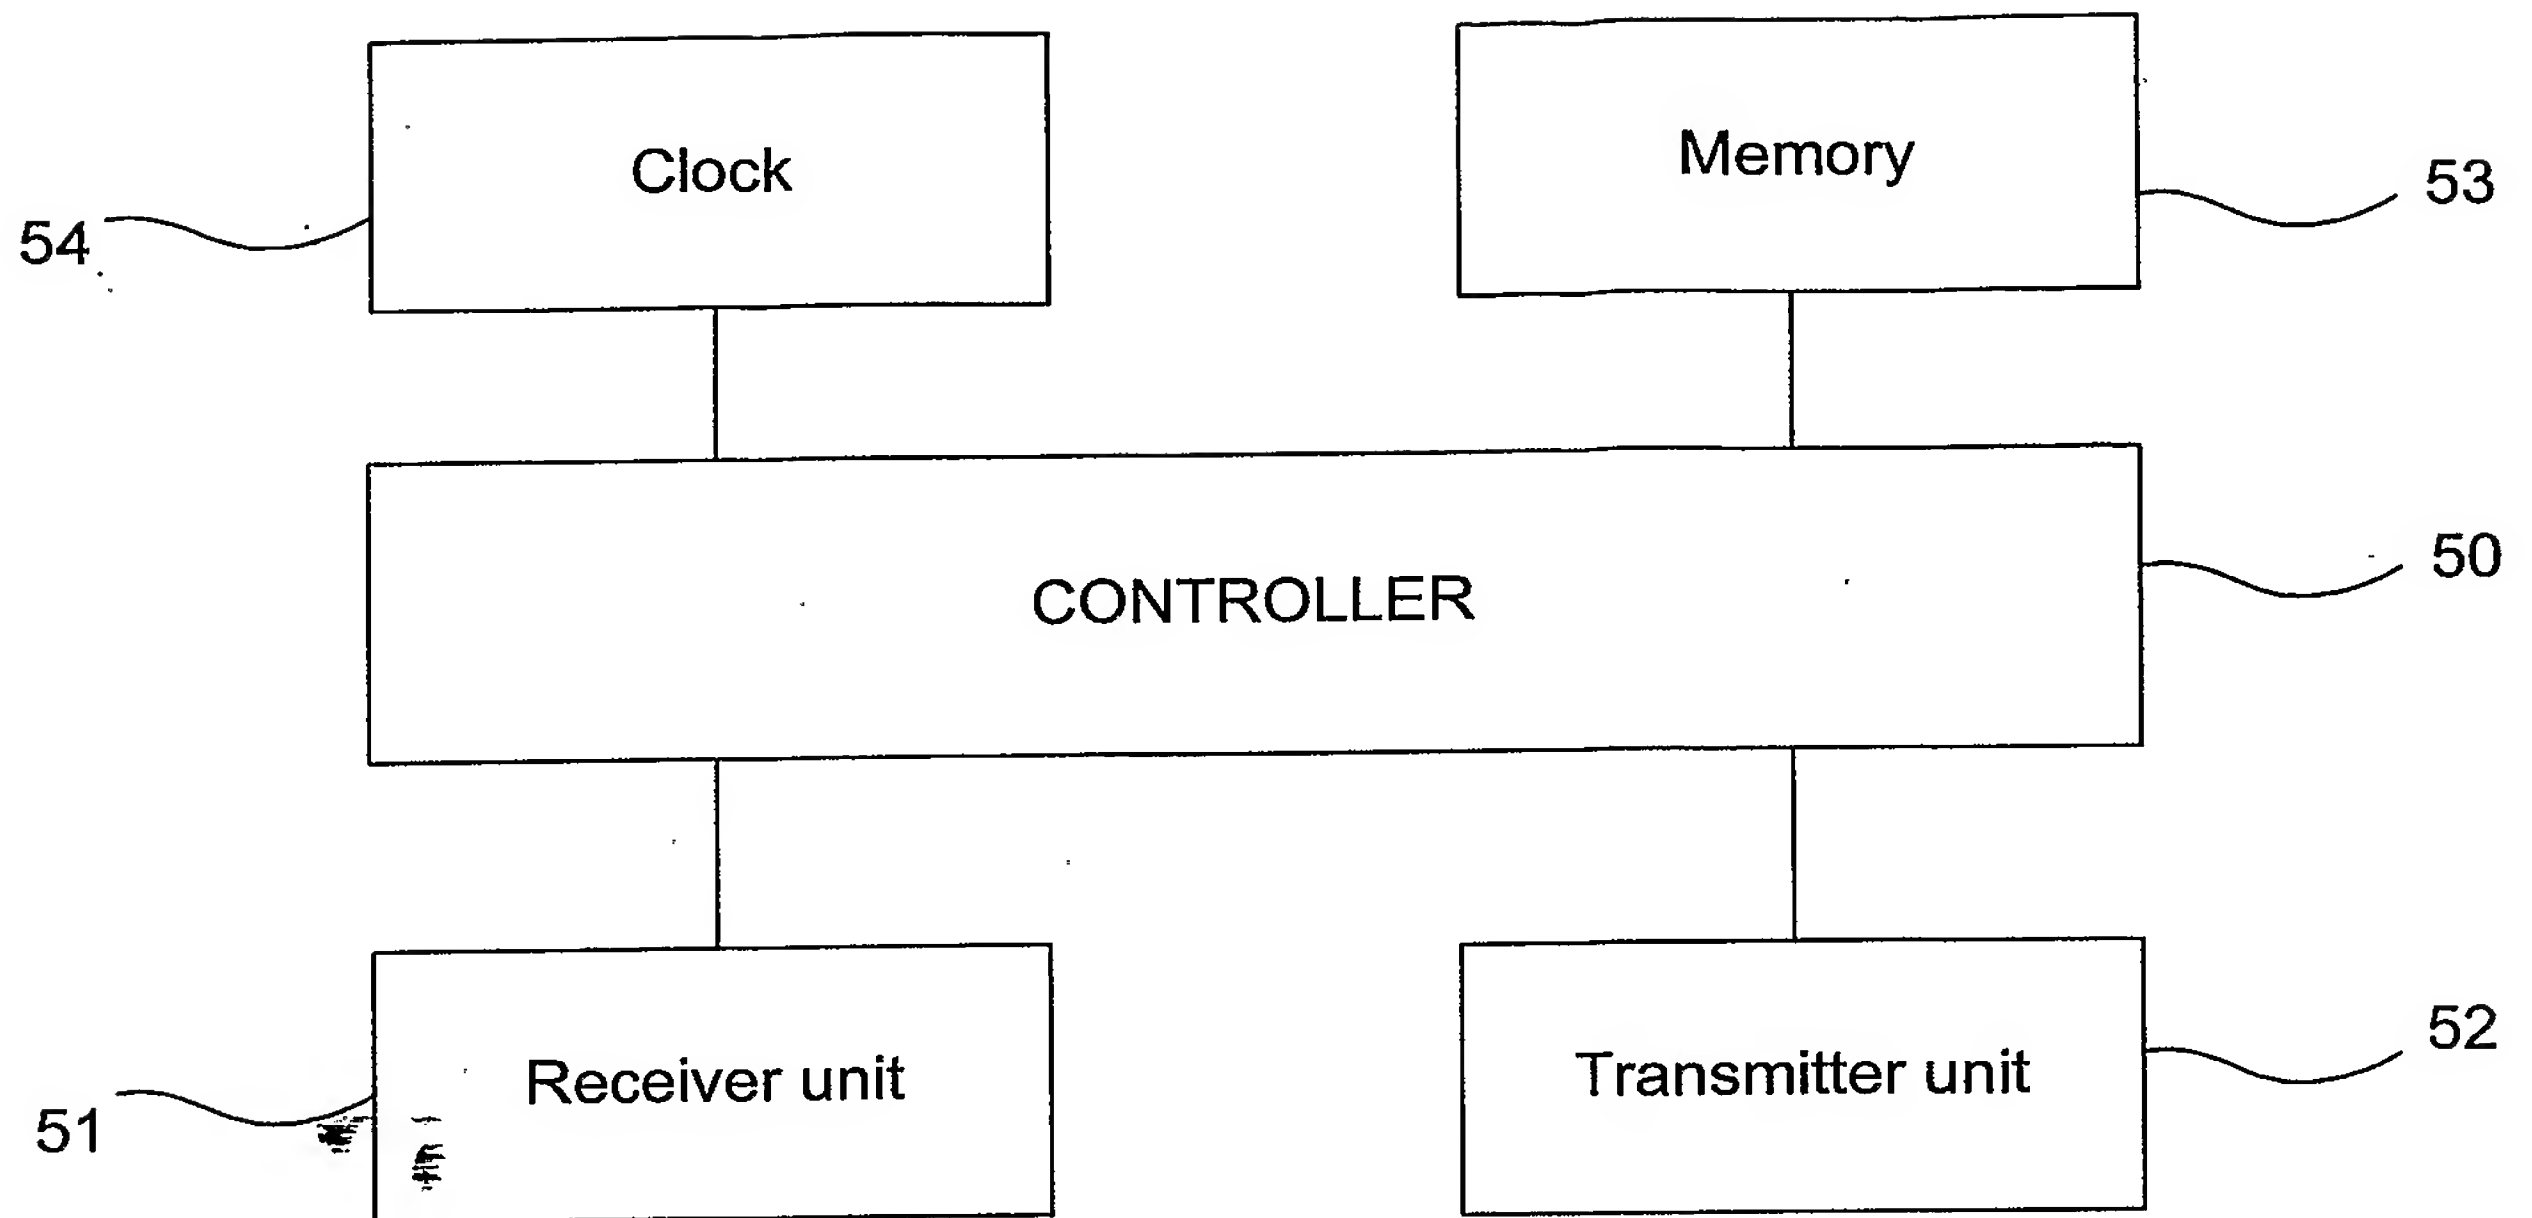 Clock
Memory
53
54
CONTROLLER
50
Receiver unit
Transmitter unit
52
51